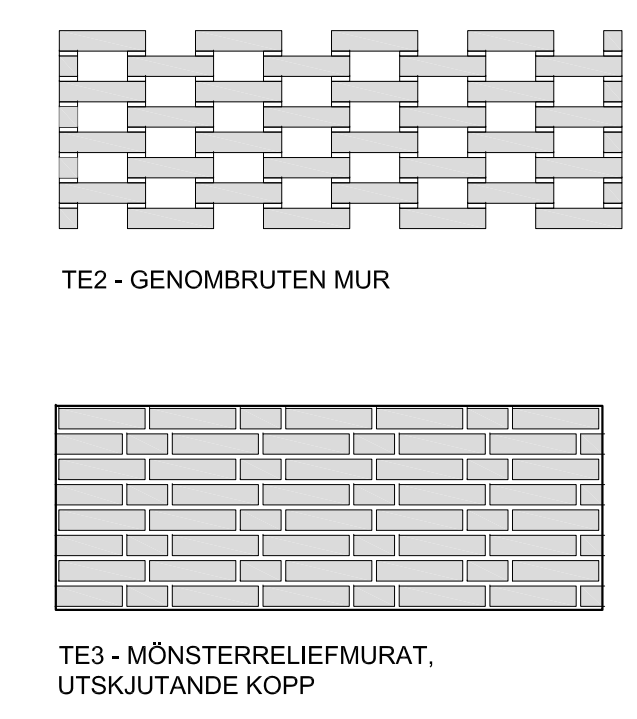 TE2 - GENOMBRUTEN MUR
TE3 - MÖNSTERRELIEFMURAT,
UTSKJUTANDE KOPP